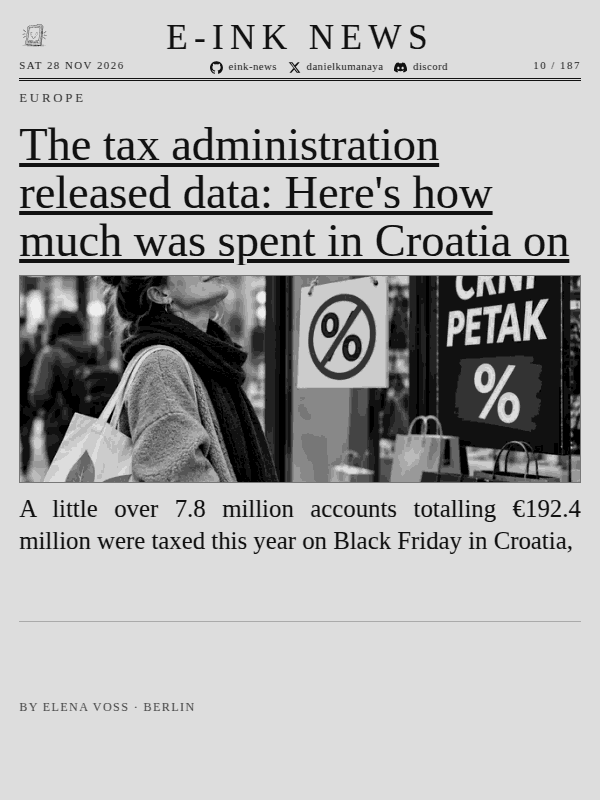 E-INK NEWS
SAT 28 NOV 2026
eink-news danielkumanaya discord
10 / 187
EUROPE
The tax administration
released data: Here's how
much was spent in Croatia on
%
CRNI
PETAK
%
A little over 7.8 million accounts totalling €192.4
million were taxed this year on Black Friday in Croatia,
BY ELENA VOSS · BERLIN